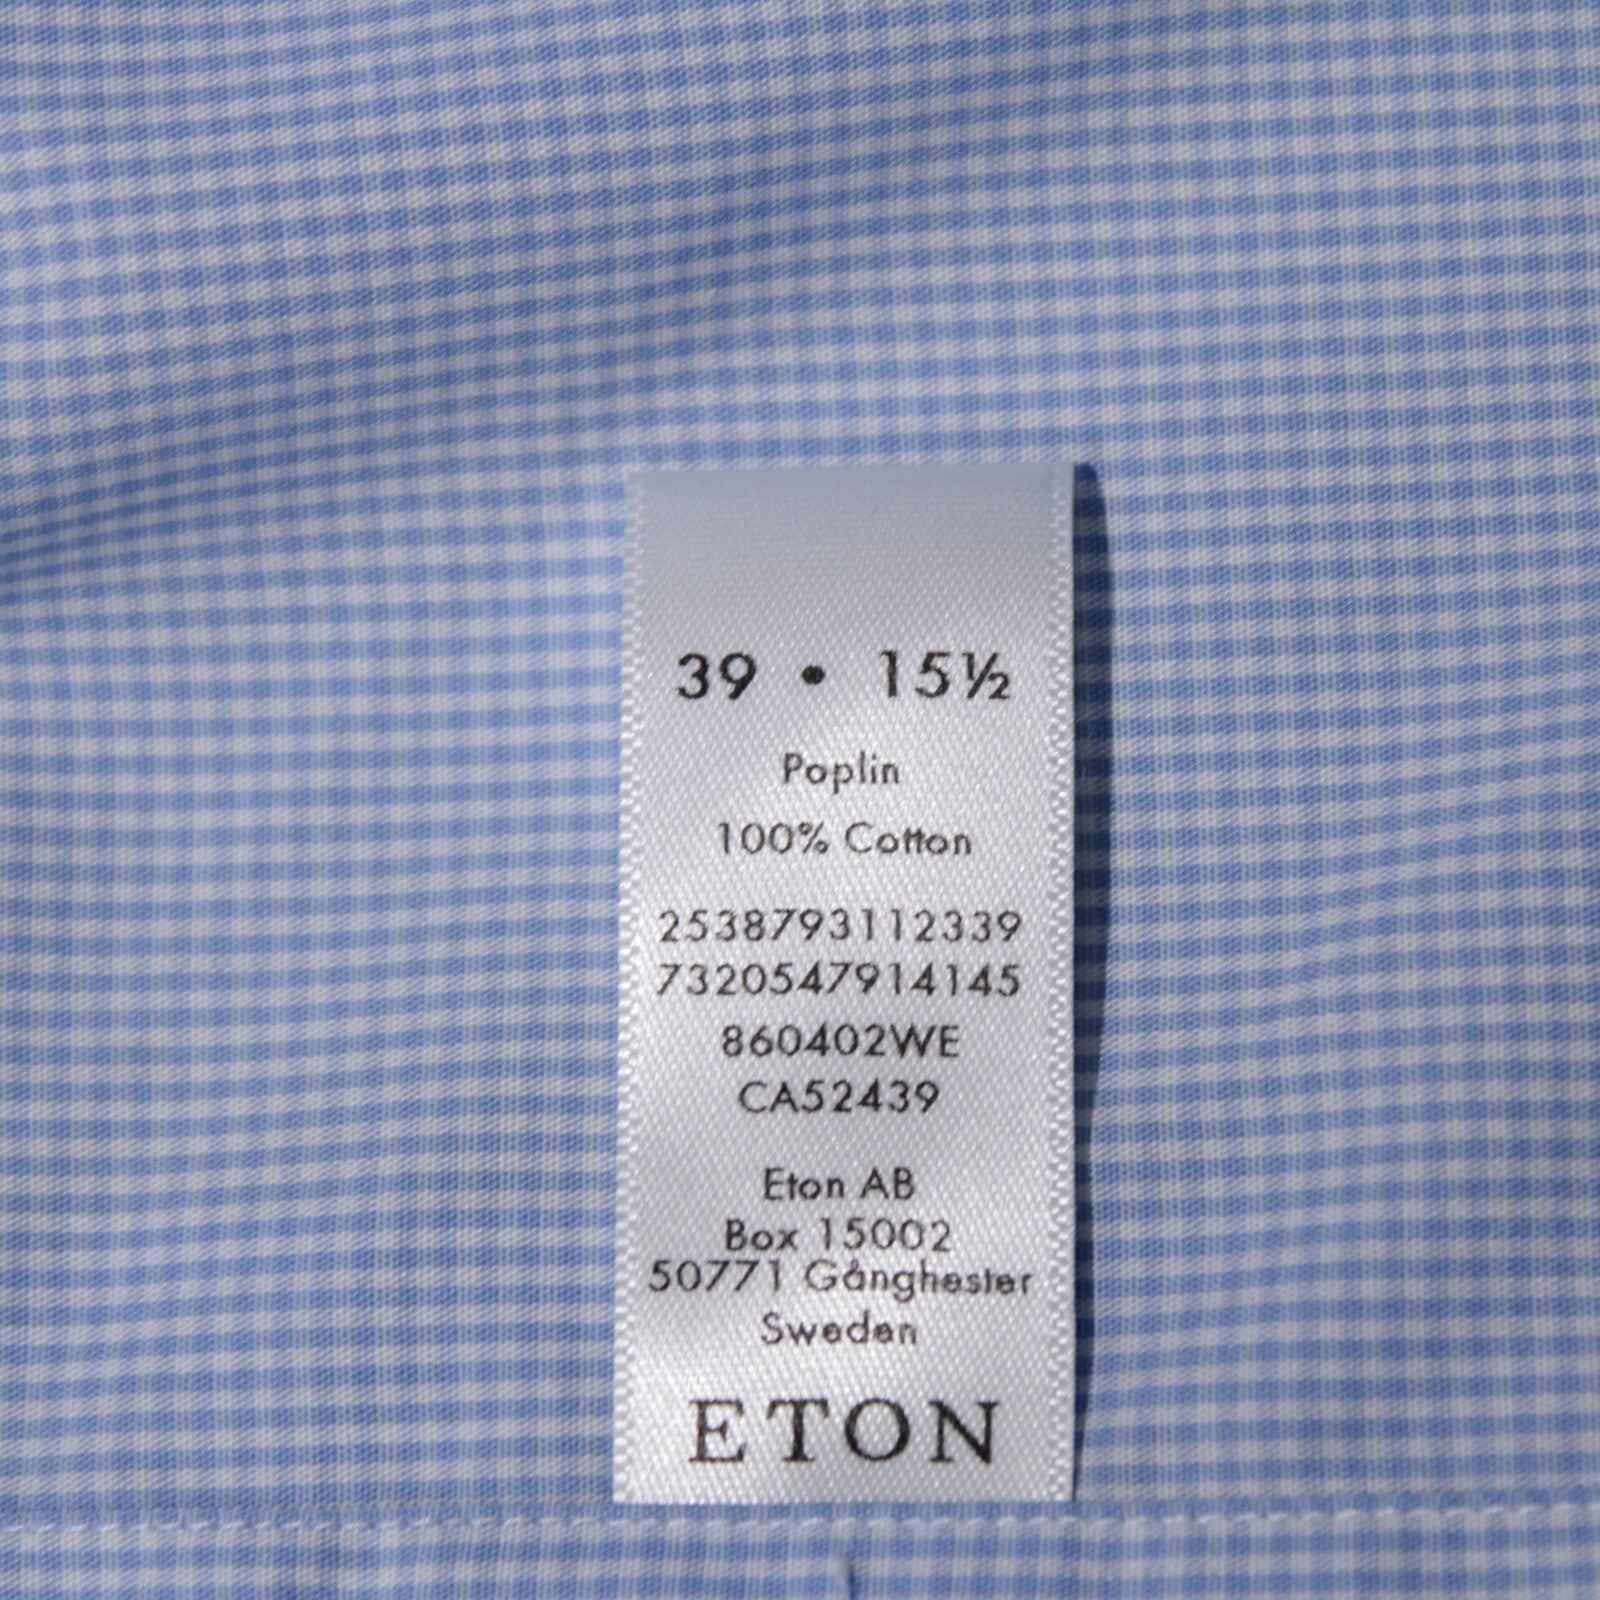 39 • 15½
Poplin
100% Cotton
2538793112339
7320547914145
860402WE
CA52439
Eton AB
Box 15002
50771 Gånghester
Sweden
ETON